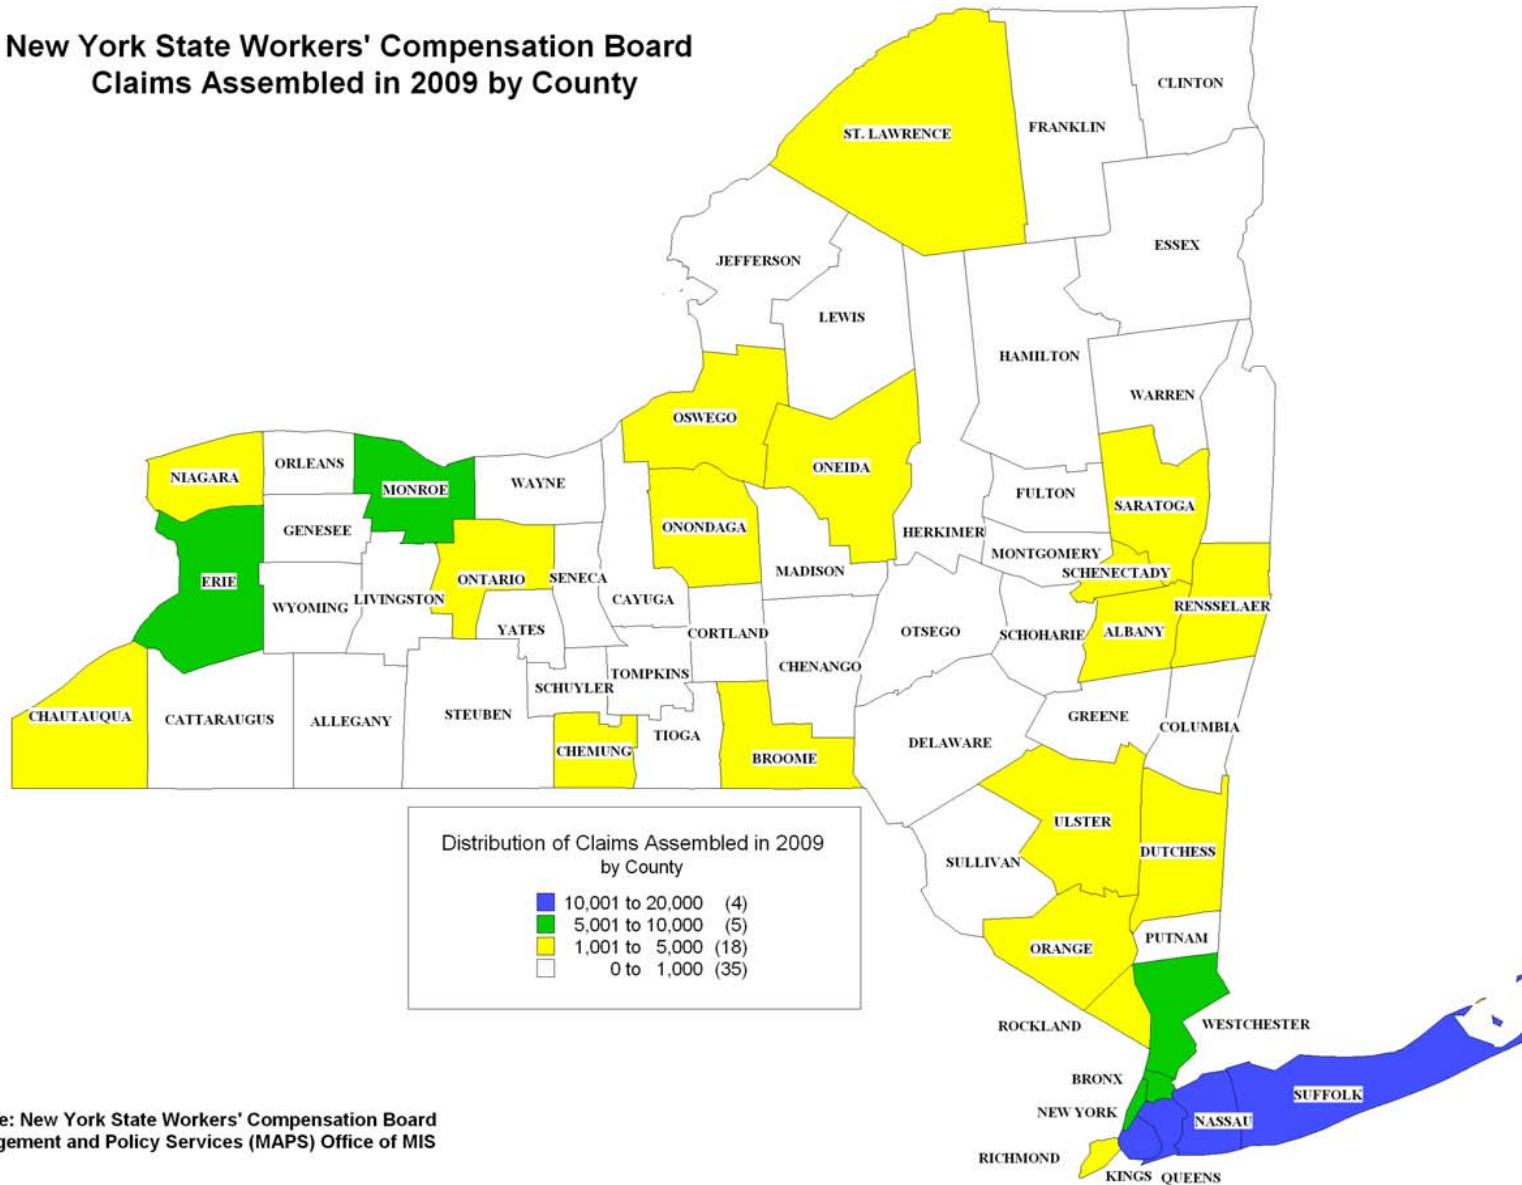 New York State Workers' Compensation Board
Claims Assembled in 2009 by County
CLINTON
ST. LAWRENCE
FRANKLIN
ESSEX
JEFFERSON
LEWIS
HAMILTON
WARREN
OSWEGO
ONEIDA
ORLEANS
NIAGARA
WAYNE
MONROE
FULTON
SARATOGA
GENESEE
ONONDAGA
HERKIMER
MONTGOMERY
SCHENECTADY
MADISON
ERIE
ONTARIO
SENECA
WYOMING
LIVINGSTON
CAYUGA
RENSSELAER
YATES
CORTLAND
OTSEGO
SCHOHARIE
ALBANY
CHENANGO
TOMPKINS
SCHUYLER
CHAUTAUQUA
CATTARAUGUS
ALLEGANY
STEUBEN
GREENE
COLUMBIA
TIOGA
DELAWARE
CHEMUNG
BROOME
ULSTER
Distribution of Claims Assembled in 2009
by County
10,001 to 20,000 (4)
5,001 to 10,000 (5)
1,001 to 5,000 (18)
0 to 1,000 (35)
DUTCHESS
SULLIVAN
PUTNAM
ORANGE
ROCKLAND
WESTCHESTER
BRONX
SUFFOLK
NEW YORK
NASSAU
e: New York State Workers' Compensation Board
gement and Policy Services (MAPS) Office of MIS
RICHMOND
KINGS
QUEENS